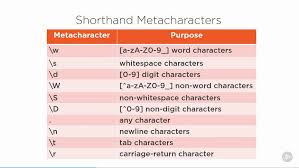 Shorthand Metacharacters
Metacharacter Purpose
\w [a-zA-Z0-9_] word characters
\s whitespace characters
\d [0-9] digit characters
\W [^a-zA-Z0-9_] non-word characters
\S non-whitespace characters
\D [^0-9] non-digit characters
. any character
\n newline characters
\t tab characters
\r carriage-return character